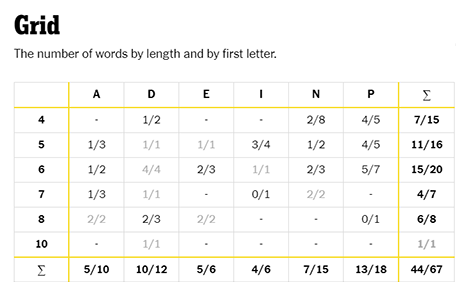 Grid
The number of words by length and by first letter.
A D E I N P Σ
4 - 1/2 - - 2/8 4/5 7/15
5 1/3 1/1 1/1 3/4 1/2 4/5 11/16
6 1/2 4/4 2/3 1/1 2/3 5/7 15/20
7 1/3 1/1 - 0/1 2/2 - 4/7
8 2/2 2/3 2/2 - - 0/1 6/8
10 - 1/1 - - - - 1/1
Σ 5/10 10/12 5/6 4/6 7/15 13/18 44/67